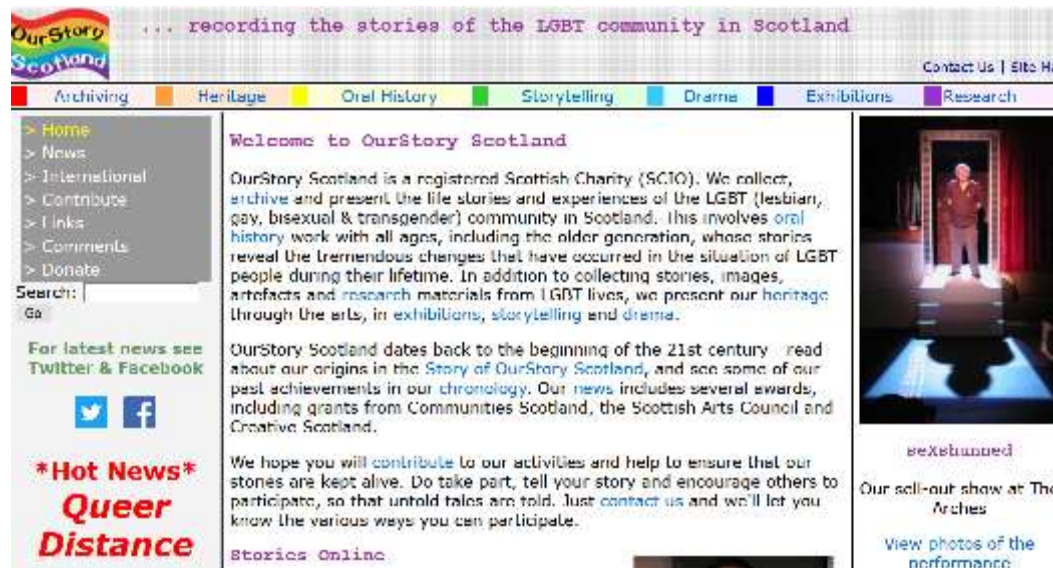 OurStory
Scotland
... recording the stories of the LGBT community in Scotland
Contact Us | Site
Archiving Heritage Oral History Storytelling Drama Exhibitions Research
> Home
> News
> International
> Contribute
> Links
> Comments
> Donate
Search:
Go
For latest news see
Twitter & Facebook
*Hot News*
Queer
Distance
Welcome to OurStory Scotland
OurStory Scotland is a registered Scottish Charity (SCIO). We collect,
archive and present the life stories and experiences of the LGBT (lesbian,
gay, bisexual & transgender) community in Scotland. This involves oral
history work with all ages, including the older generation, whose stories
reveal the tremendous changes that have occurred in the situation of LGBT
people during their lifetime. In addition to collecting stories, images,
artefacts and research materials from LGBT lives, we present our heritage
through the arts, in exhibitions, storytelling and drama.
OurStory Scotland dates back to the beginning of the 21st century read
about our origins in the Story of OurStory Scotland, and see some of our
past achievements in our chronology. Our news includes several awards,
including grants from Communities Scotland, the Scottish Arts Council and
Creative Scotland.
We hope you will contribute to our activities and help to ensure that our
stories are kept alive. Do take part, tell your story and encourage others to
participate, so that untold tales are told. Just contact us and we'll let you
know the various ways you can participate.
Stories Online
seXshunned
Our sell-out show at The
Arches
View photos of the
performance